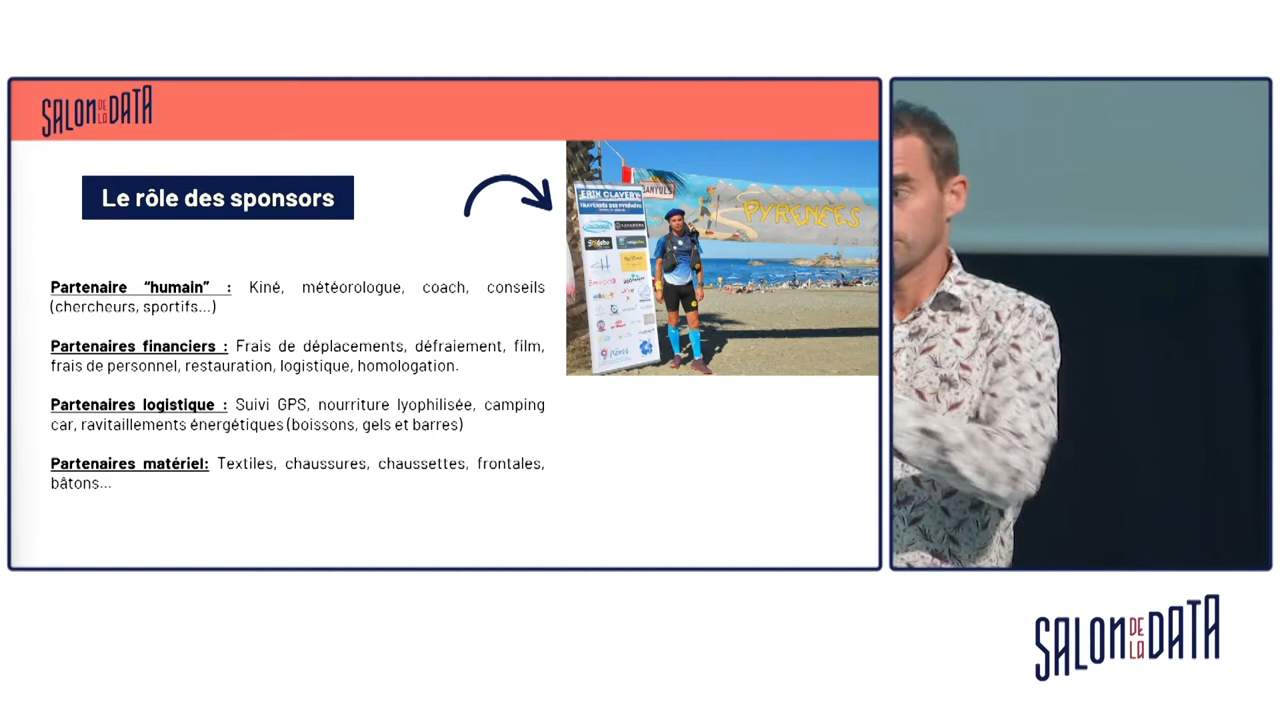 SALON DE LA DATA
Le rôle des sponsors
Partenaire “humain” : Kiné, météorologue, coach, conseils
(chercheurs, sportifs...)
Partenaires financiers : Frais de déplacements, défraiement, film,
frais de personnel, restauration, logistique, homologation.
Partenaires logistique : Suivi GPS, nourriture lyophilisée, camping
car, ravitaillements énergétiques (boissons, gels et barres)
Partenaires matériel: Textiles, chaussures, chaussettes, frontales,
bâtons...
BANYULS
PYRENEES
ERIK CLAVERY
SALON DE LA DATA